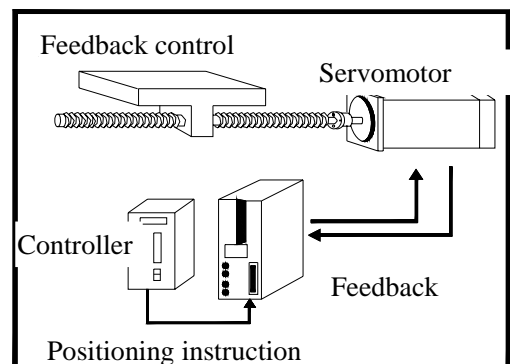 Feedback control
Servomotor
Controller
Feedback
Positioning instruction